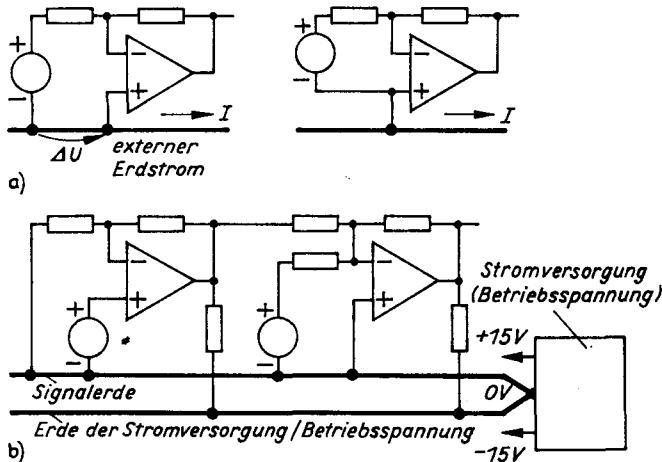 +
−
−
+
I
ΔU
externer
Erdstrom
+
−
−
+
I
a)
+
−
−
+
+
−
−
+
Stromversorgung
(Betriebsspannung)
+15V
0V
−15V
Signalerde
Erde der Stromversorgung/Betriebsspannung
b)